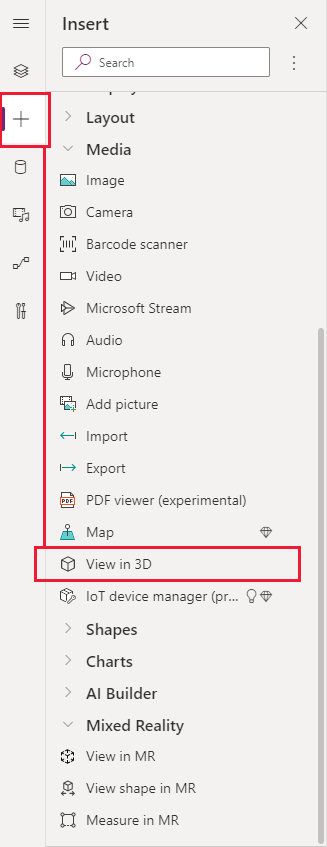 Insert
Search
Layout
Media
Image
Camera
Barcode scanner
Video
Microsoft Stream
Audio
Microphone
Add picture
Import
Export
PDF
PDF viewer (experimental)
Map
View in 3D
IoT device manager (pr...
Shapes
Charts
AI Builder
Mixed Reality
View in MR
View shape in MR
Measure in MR